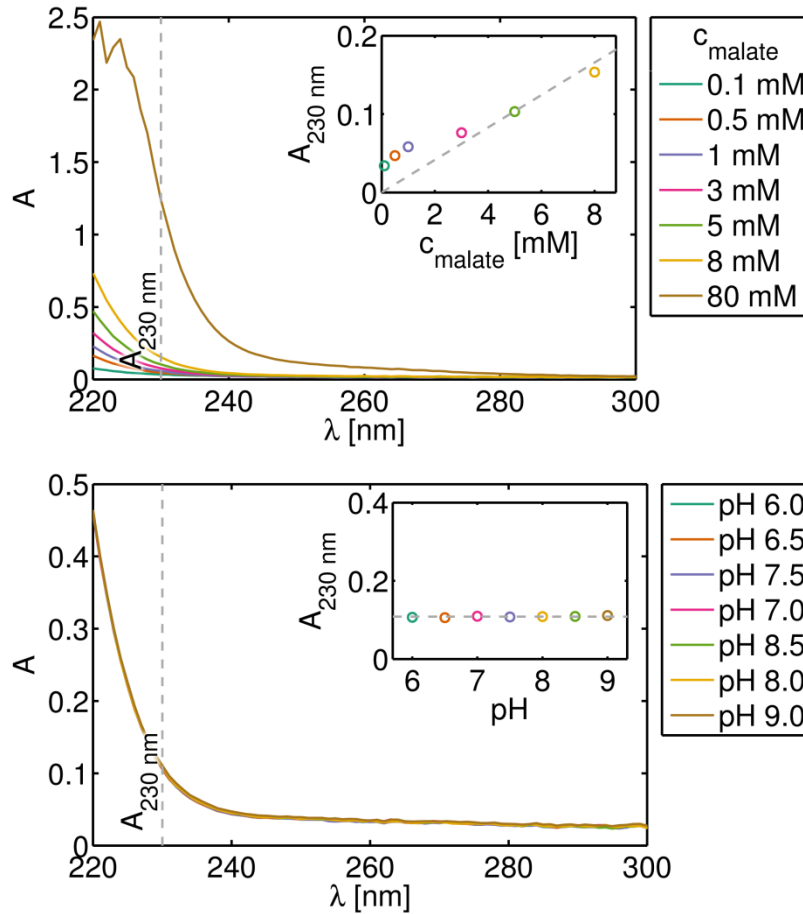 2.5
2
1.5
1
0.5
0
A
220 240 260 280 300
λ [nm]
A230 nm
0.2
0.1
0
A230 nm
0 2 4 6 8
cmalate [mM]
cmalate
0.1 mM
0.5 mM
1 mM
3 mM
5 mM
8 mM
80 mM
0.5
0.4
0.3
0.2
0.1
0
A
220 240 260 280 300
λ [nm]
A230 nm
0.4
0.2
0
A230 nm
6 7 8 9
pH
pH 6.0
pH 6.5
pH 7.5
pH 7.0
pH 8.5
pH 8.0
pH 9.0